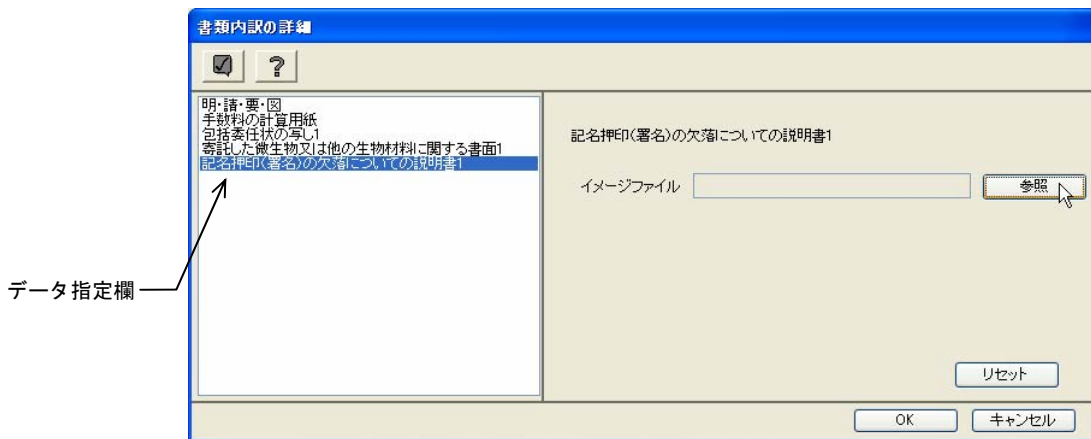 書類内訳の詳細
?
明・請・要・図
手数料の計算用紙
包括委任状の写し1
寄託した微生物又は他の生物材料に関する書面1
記名押印(署名)の欠落についての説明書1
記名押印(署名)の欠落についての説明書1
イメージファイル
参照
データ指定欄
リセット
OK
キャンセル